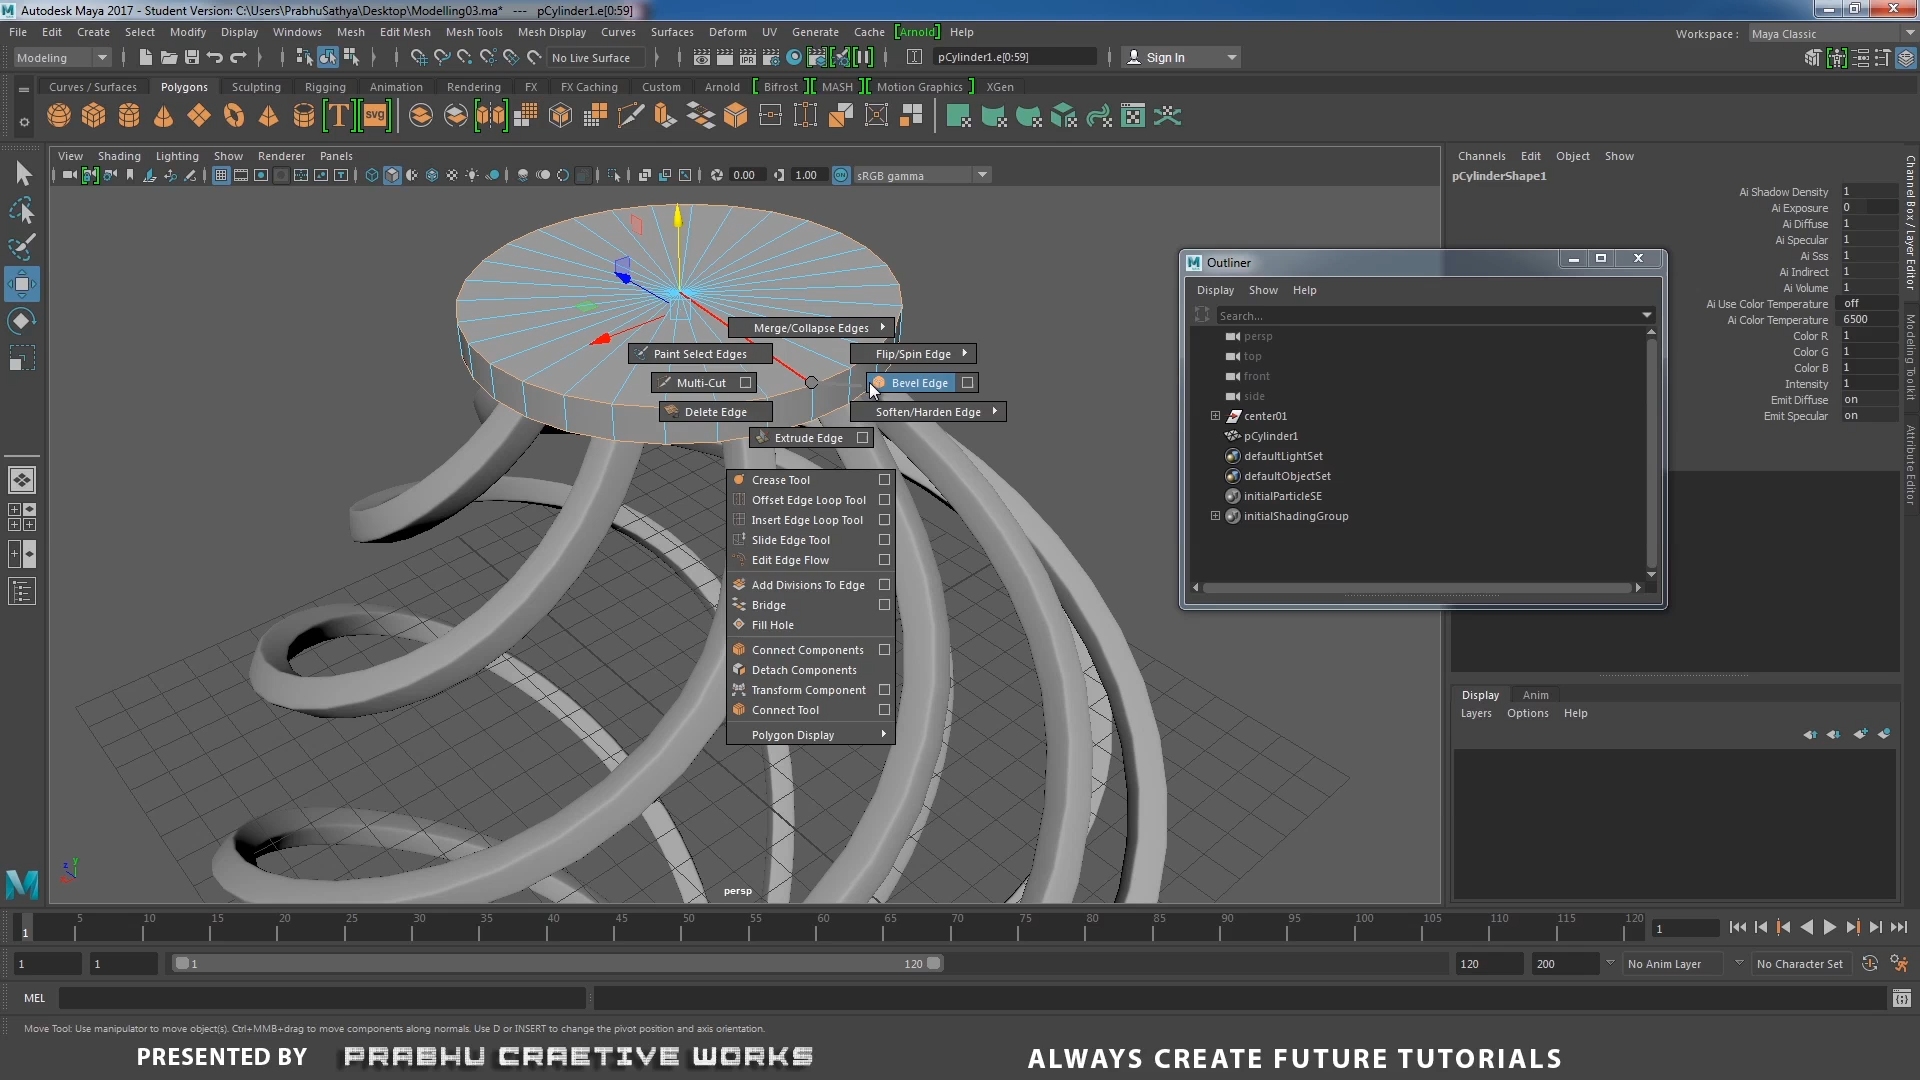 Autodesk Maya 2017 - Student Version: C:\Users\PrabhuSathya\Desktop\Modelling03.ma* --- pCylinder1.e[0:59]
File Edit Create Select Modify Display Windows Mesh Edit Mesh Mesh Tools Mesh Display Curves Surfaces Deform UV Generate Cache [Arnold] Help
Workspace : Maya Classic
Modeling
No Live Surface
IPR
pCylinder1.e[0:59]
Sign In
Curves / Surfaces Polygons Sculpting Rigging Animation Rendering FX FX Caching Custom Arnold [ Bifrost ] [ MASH ] [ Motion Graphics ] XGen
T
svg
View Shading Lighting Show Renderer Panels
0.00
1.00
sRGB gamma
Channels Edit Object Show
pCylinderShape1
Ai Shadow Density 1
Ai Exposure 0
Ai Diffuse 1
Ai Specular 1
Ai Sss 1
Ai Indirect 1
Ai Volume 1
Ai Use Color Temperature off
Ai Color Temperature 6500
Color R 1
Color G 1
Color B 1
Intensity 1
Emit Diffuse on
Emit Specular on
Channel Box / Layer Editor
Modeling Toolkit
Attribute Editor
Outliner
Display Show Help
Search...
persp
top
front
side
center01
pCylinder1
defaultLightSet
defaultObjectSet
initialParticleSE
initialShadingGroup
Merge/Collapse Edges
Paint Select Edges
Flip/Spin Edge
Multi-Cut
Bevel Edge
Delete Edge
Soften/Harden Edge
Extrude Edge
Crease Tool
Offset Edge Loop Tool
Insert Edge Loop Tool
Slide Edge Tool
Edit Edge Flow
Add Divisions To Edge
Bridge
Fill Hole
Connect Components
Detach Components
Transform Component
Connect Tool
Polygon Display
persp
y
z
Display Anim
Layers Options Help
5 10 15 20 25 30 35 40 45 50 55 60 65 70 75 80 85 90 95 100 105 110 115 120
1
1
1 1 1 120 120 200 No Anim Layer No Character Set
MEL
Move Tool: Use manipulator to move object(s). Ctrl+MMB+drag to move components along normals. Use D or INSERT to change the pivot position and axis orientation.
PRESENTED BY PRABHU CRAETIVE WORKS
ALWAYS CREATE FUTURE TUTORIALS